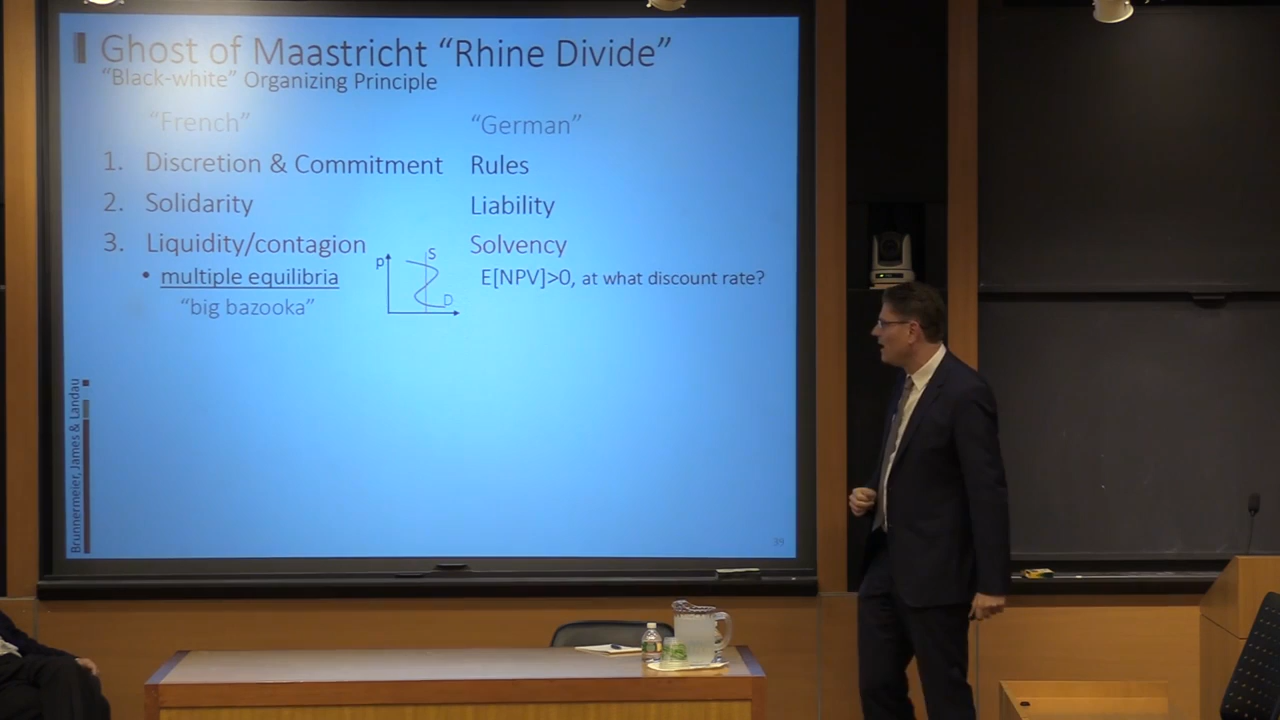 Ghost of Maastricht “Rhine Divide”
“Black-white” Organizing Principle
“French” “German”
1. Discretion & Commitment Rules
2. Solidarity Liability
3. Liquidity/contagion Solvency
• multiple equilibria E[NPV]>0, at what discount rate?
“big bazooka”
p S
D
Brunnermeier, James & Landau
39